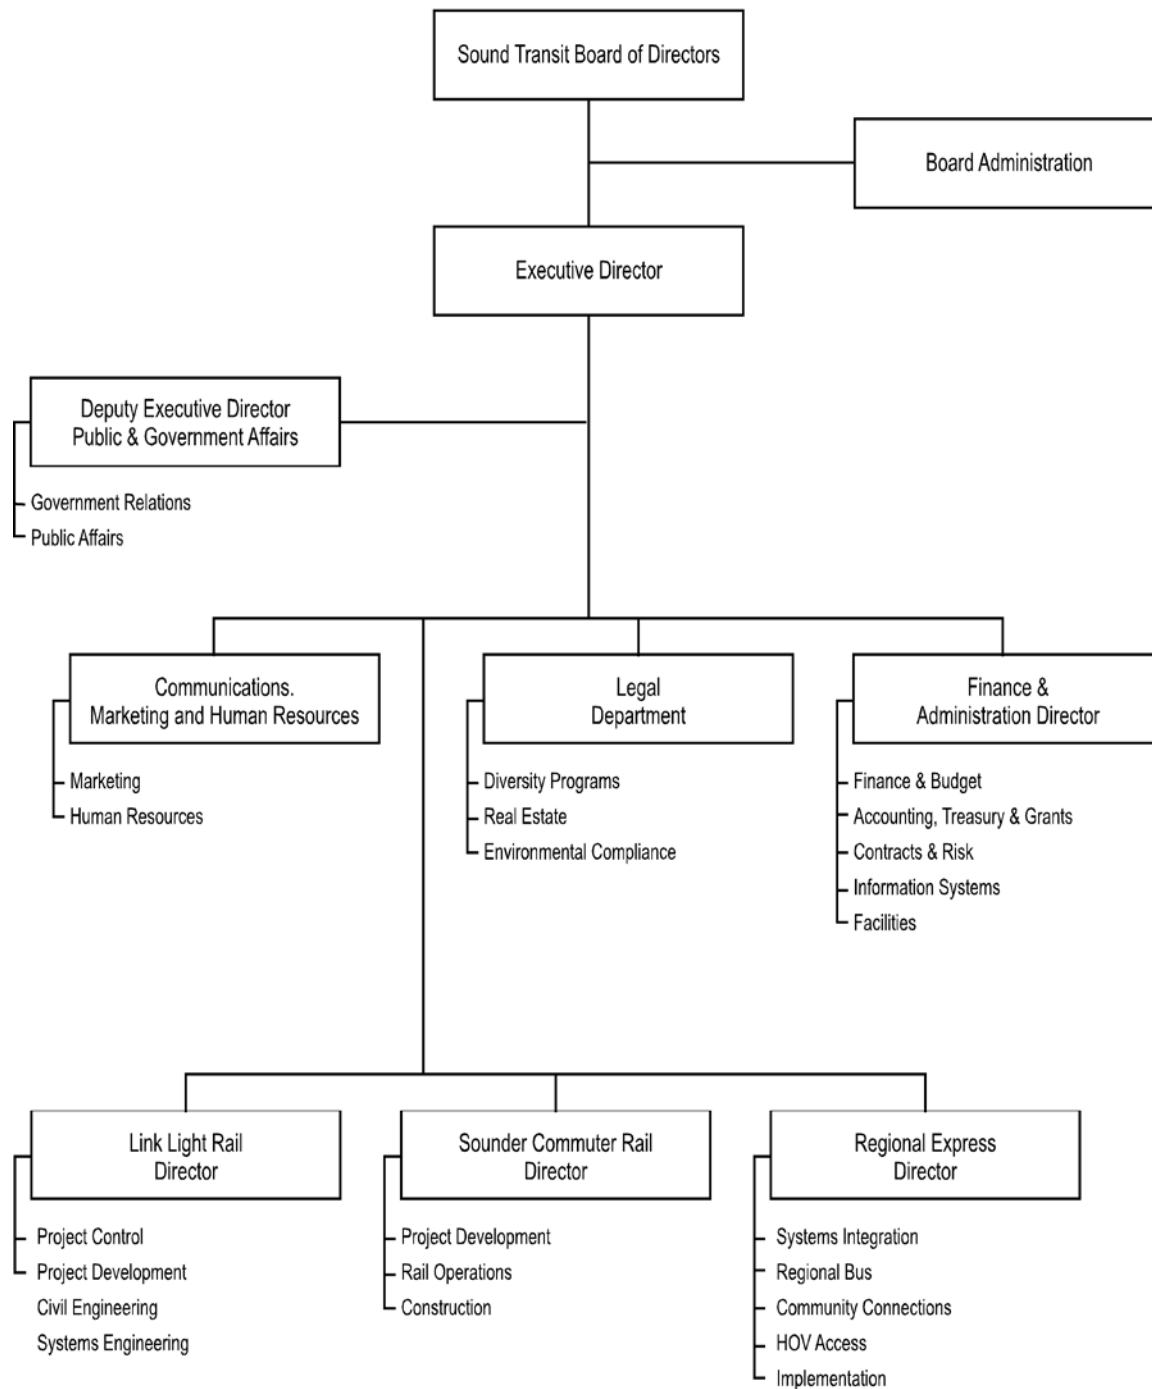 Sound Transit Board of Directors
Board Administration
Executive Director
Deputy Executive Director
Public & Government Affairs
Government Relations
Public Affairs
Communications.
Marketing and Human Resources
Marketing
Human Resources
Legal
Department
Diversity Programs
Real Estate
Environmental Compliance
Finance &
Administration Director
Finance & Budget
Accounting, Treasury & Grants
Contracts & Risk
Information Systems
Facilities
Link Light Rail
Director
Project Control
Project Development
Civil Engineering
Systems Engineering
Sounder Commuter Rail
Director
Project Development
Rail Operations
Construction
Regional Express
Director
Systems Integration
Regional Bus
Community Connections
HOV Access
Implementation